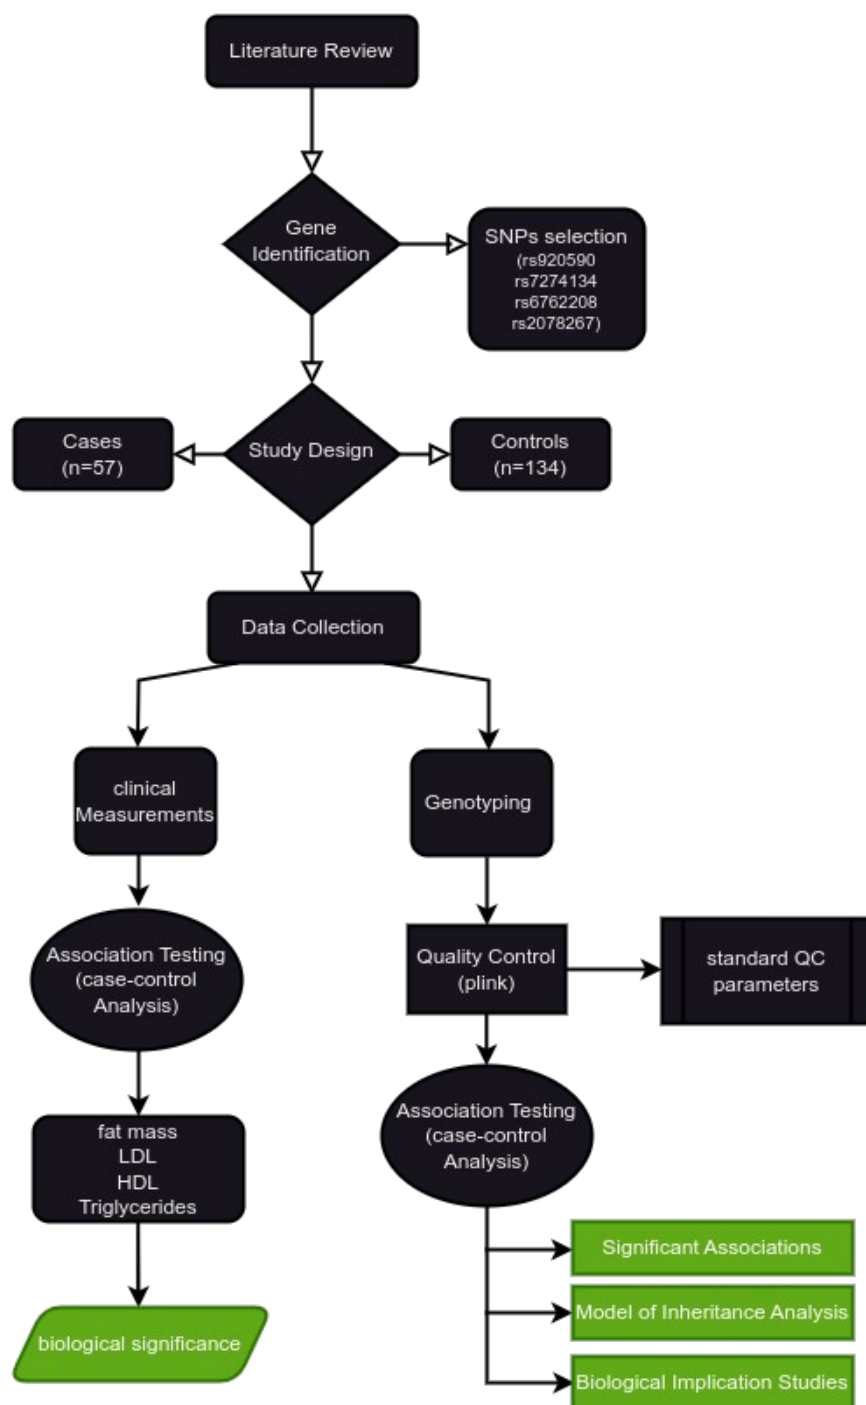 Literature Review
Gene
Identification
SNPs selection
(rs920590
rs7274134
rs6762208
rs2078267)
Cases
(n=57)
Study Design
Controls
(n=134)
Data Collection
clinical
Measurements
Genotyping
Association Testing
(case-control
Analysis)
Quality Control
(plink)
standard QC
parameters
fat mass
LDL
HDL
Triglycerides
Association Testing
(case-control
Analysis)
Significant Associations
Model of Inheritance Analysis
biological significance
Biological Implication Studies